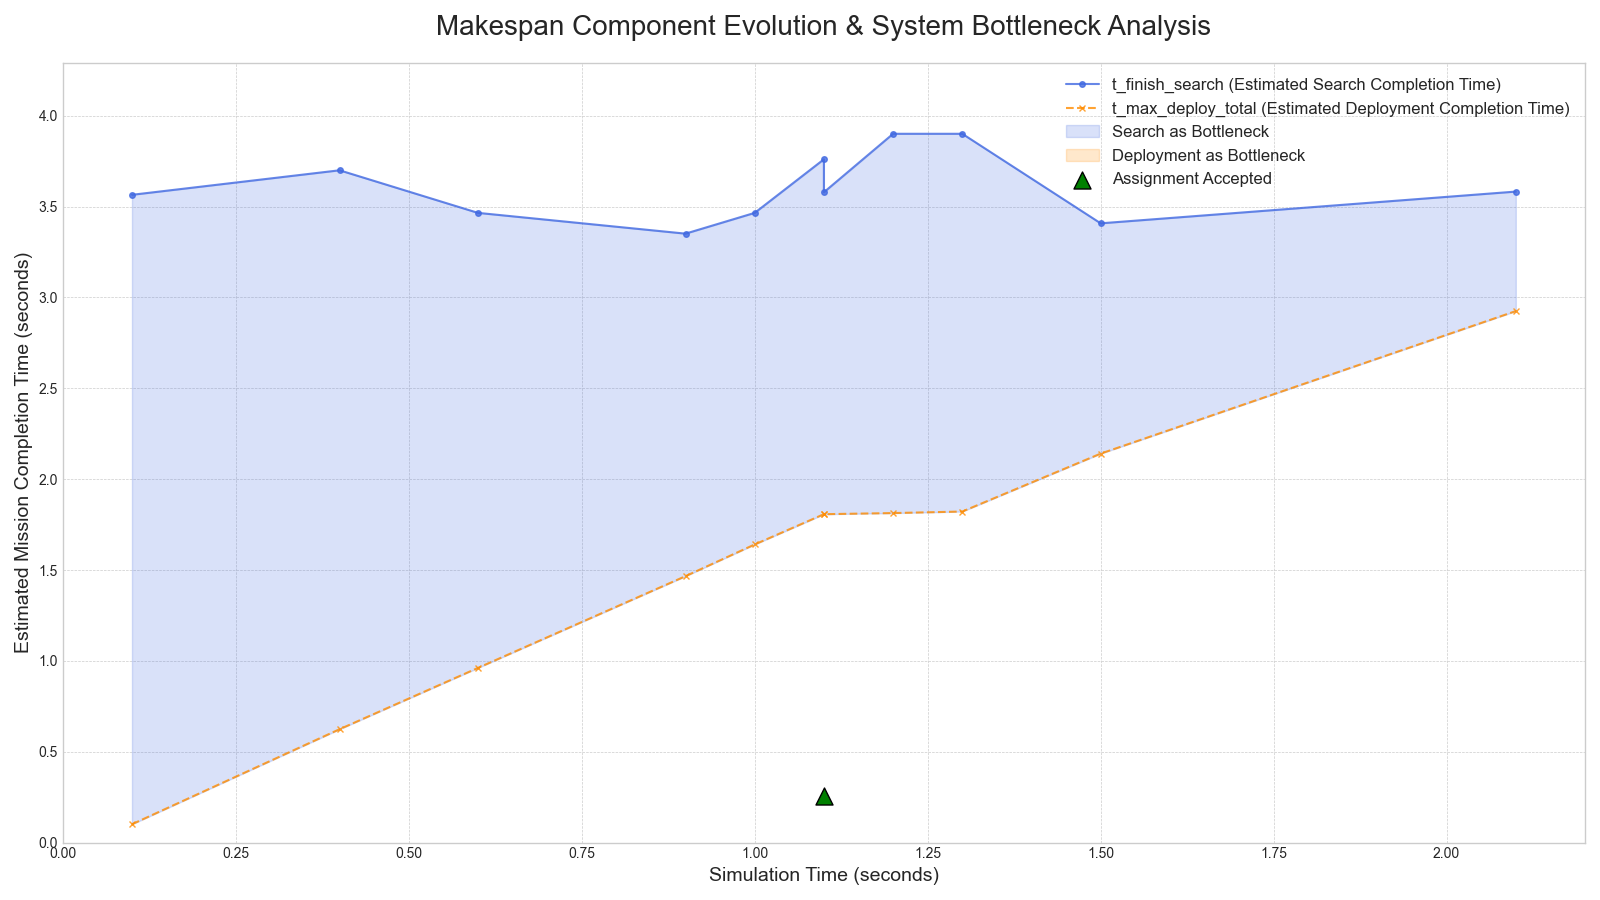 Makespan Component Evolution & System Bottleneck Analysis
t_finish_search (Estimated Search Completion Time)
t_max_deploy_total (Estimated Deployment Completion Time)
Search as Bottleneck
Deployment as Bottleneck
Assignment Accepted
Estimated Mission Completion Time (seconds)
4.0
3.5
3.0
2.5
2.0
1.5
1.0
0.5
0.0
0.00 0.25 0.50 0.75 1.00 1.25 1.50 1.75 2.00
Simulation Time (seconds)